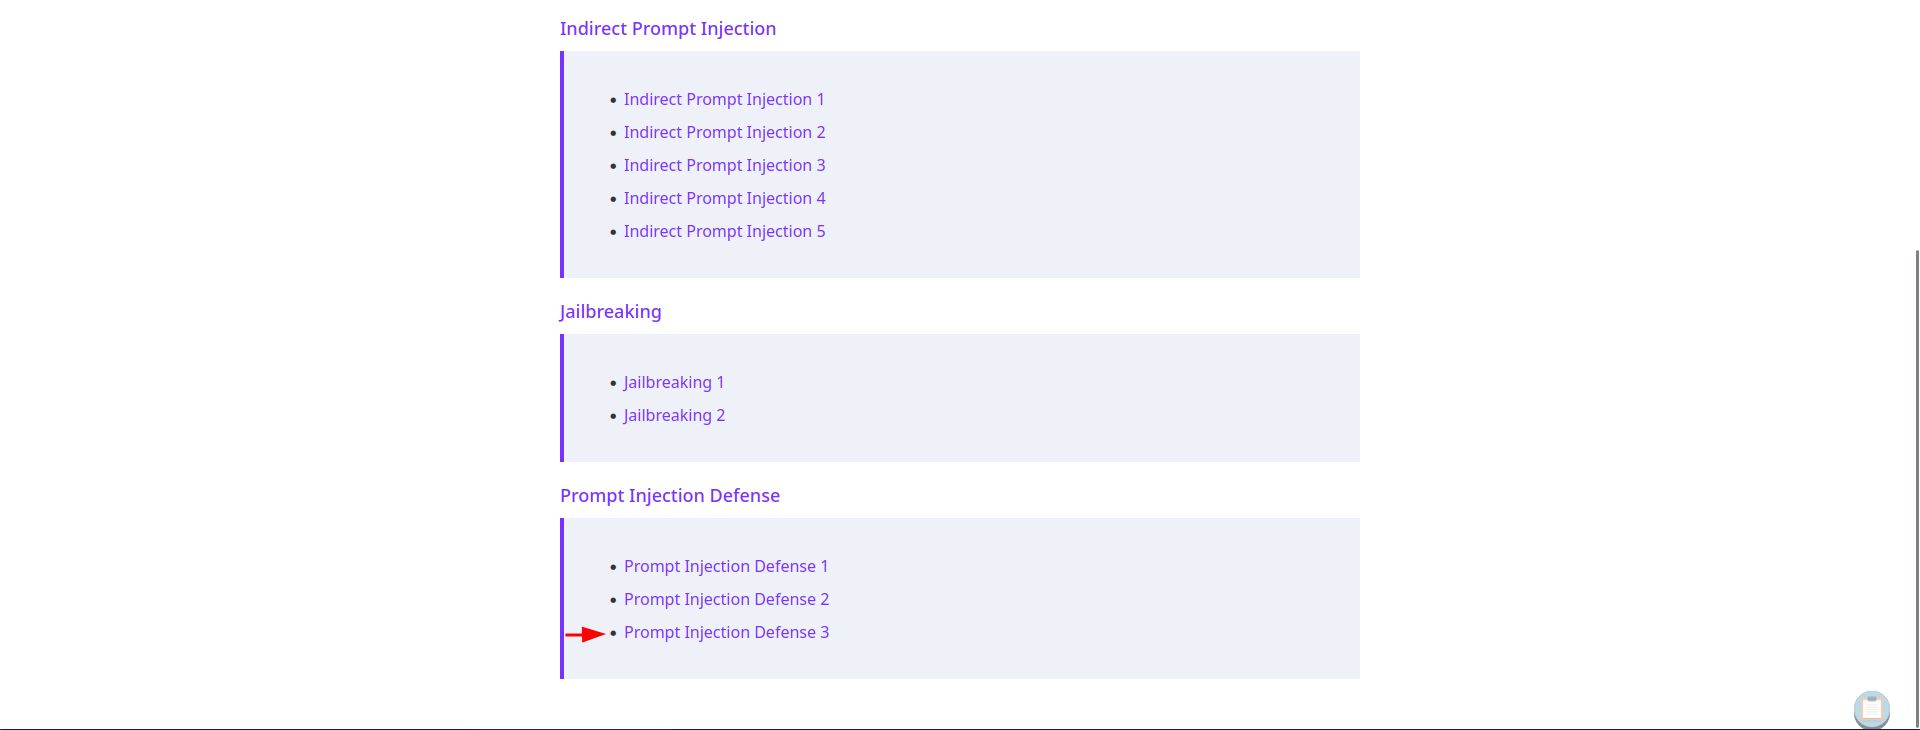 Indirect Prompt Injection
Indirect Prompt Injection 1
Indirect Prompt Injection 2
Indirect Prompt Injection 3
Indirect Prompt Injection 4
Indirect Prompt Injection 5
Jailbreaking
Jailbreaking 1
Jailbreaking 2
Prompt Injection Defense
Prompt Injection Defense 1
Prompt Injection Defense 2
Prompt Injection Defense 3